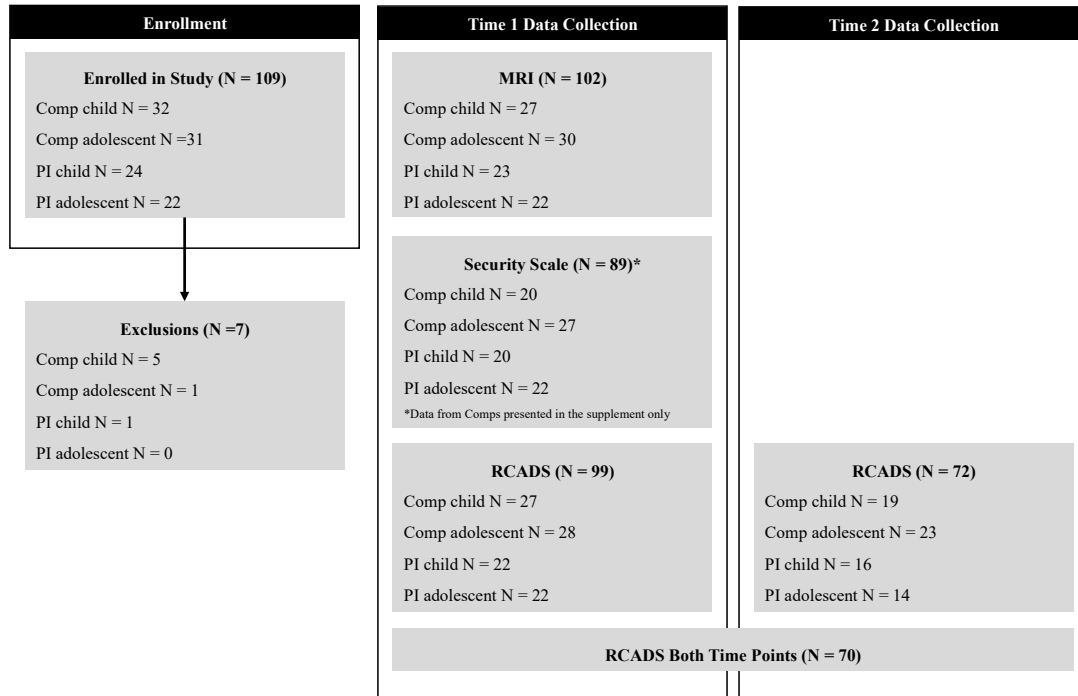 Enrollment
Enrolled in Study (N = 109)
Comp child N = 32
Comp adolescent N =31
PI child N = 24
PI adolescent N = 22
Exclusions (N =7)
Comp child N = 5
Comp adolescent N = 1
PI child N = 1
PI adolescent N = 0
Time 1 Data Collection
MRI (N = 102)
Comp child N = 27
Comp adolescent N = 30
PI child N = 23
PI adolescent N = 22
Security Scale (N = 89)*
Comp child N = 20
Comp adolescent N = 27
PI child N = 20
PI adolescent N = 22
*Data from Comps presented in the supplement only
RCADS (N = 99)
Comp child N = 27
Comp adolescent N = 28
PI child N = 22
PI adolescent N = 22
Time 2 Data Collection
RCADS (N = 72)
Comp child N = 19
Comp adolescent N = 23
PI child N = 16
PI adolescent N = 14
RCADS Both Time Points (N = 70)